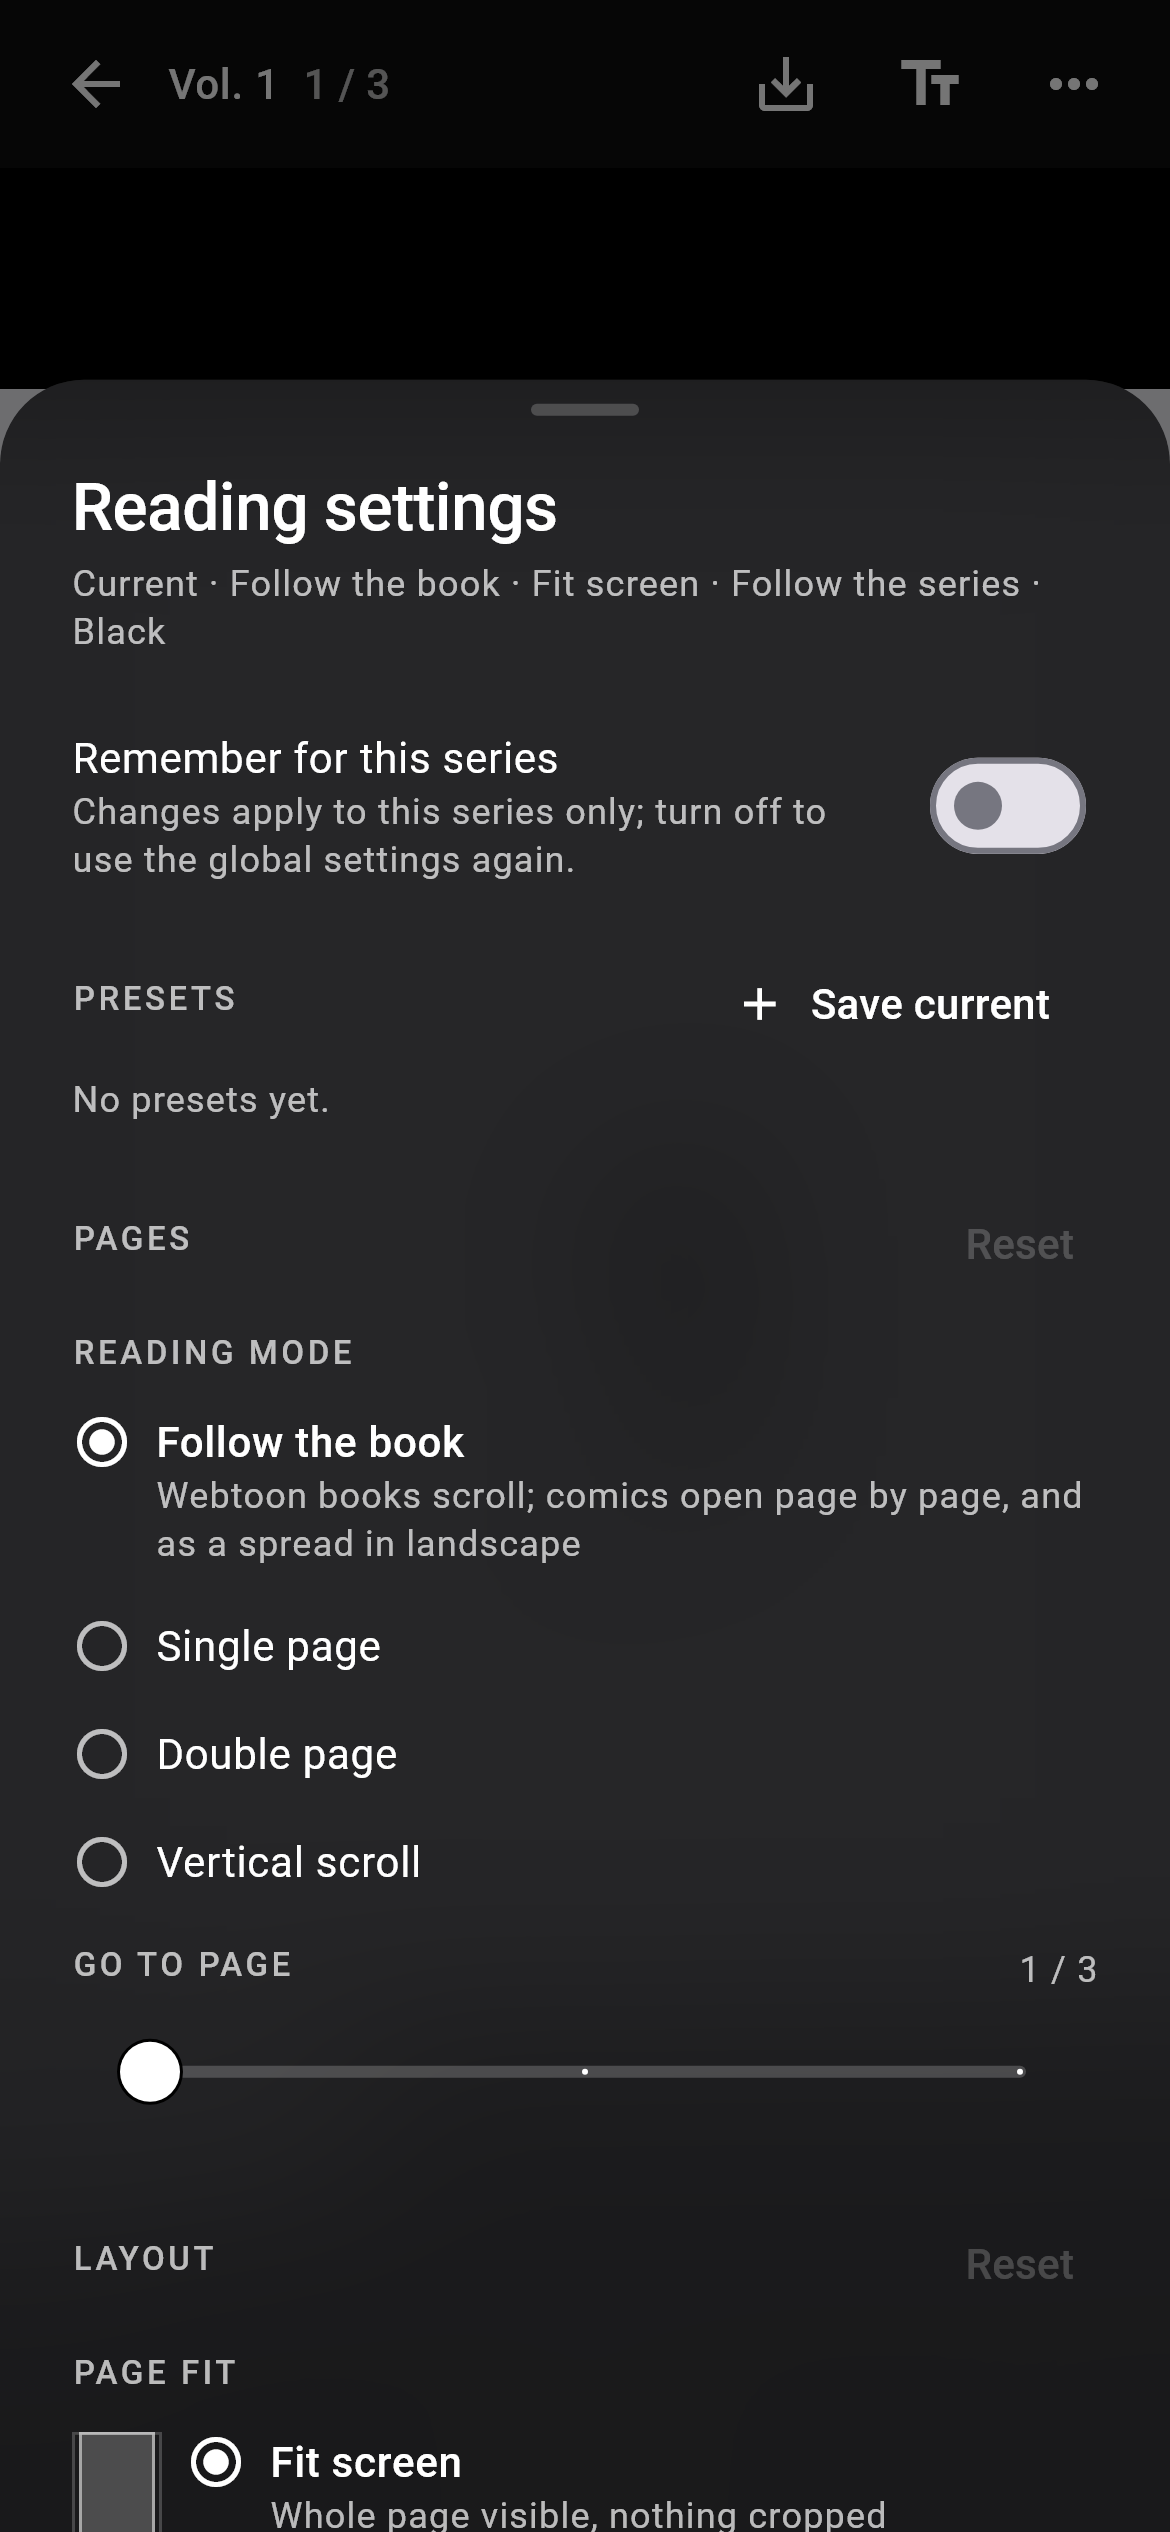 Vol. 1 1 / 3
Reading settings
Current · Follow the book · Fit screen · Follow the series ·
Black
Remember for this series
Changes apply to this series only; turn off to
use the global settings again.
PRESETS
+ Save current
No presets yet.
PAGES
Reset
READING MODE
Follow the book
Webtoon books scroll; comics open page by page, and
as a spread in landscape
Single page
Double page
Vertical scroll
GO TO PAGE
1 / 3
LAYOUT
Reset
PAGE FIT
Fit screen
Whole page visible, nothing cropped